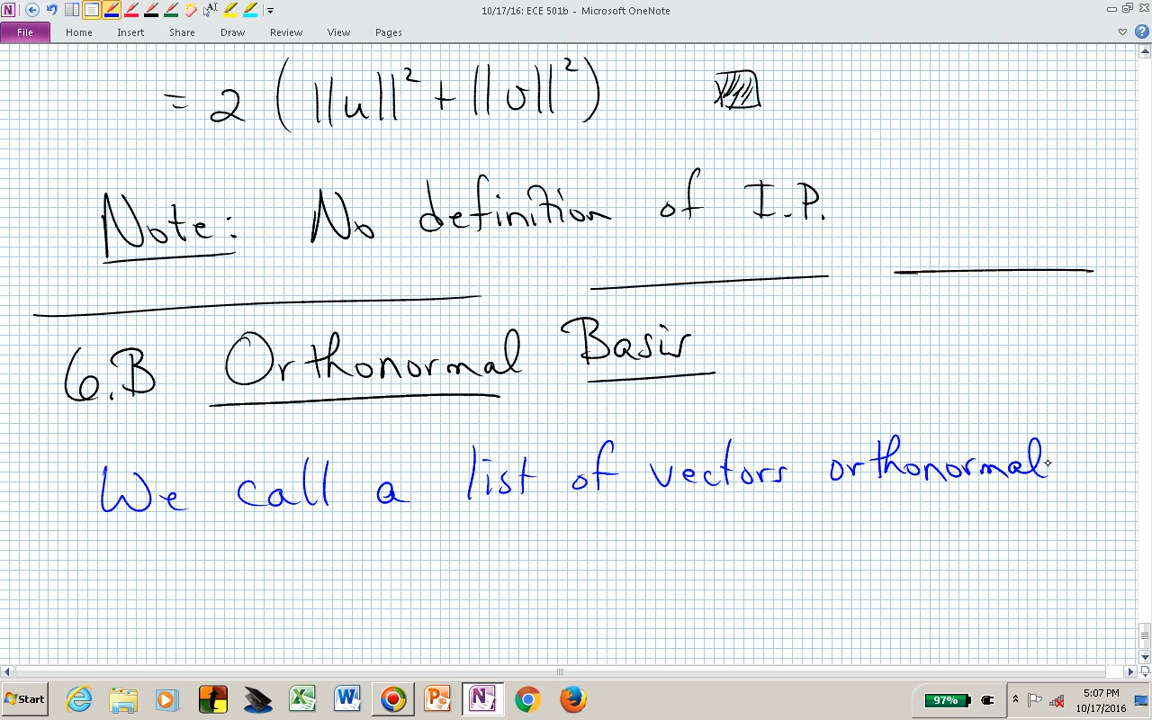 10/17/16: ECE 501b - Microsoft OneNote
File Home Insert Share Draw Review View Pages
= 2 (||u||² + ||v||²)
Note: No definition of I.P.
6.B Orthonormal Basis
We call a list of vectors orthonormal
Start
97%
5:07 PM
10/17/2016